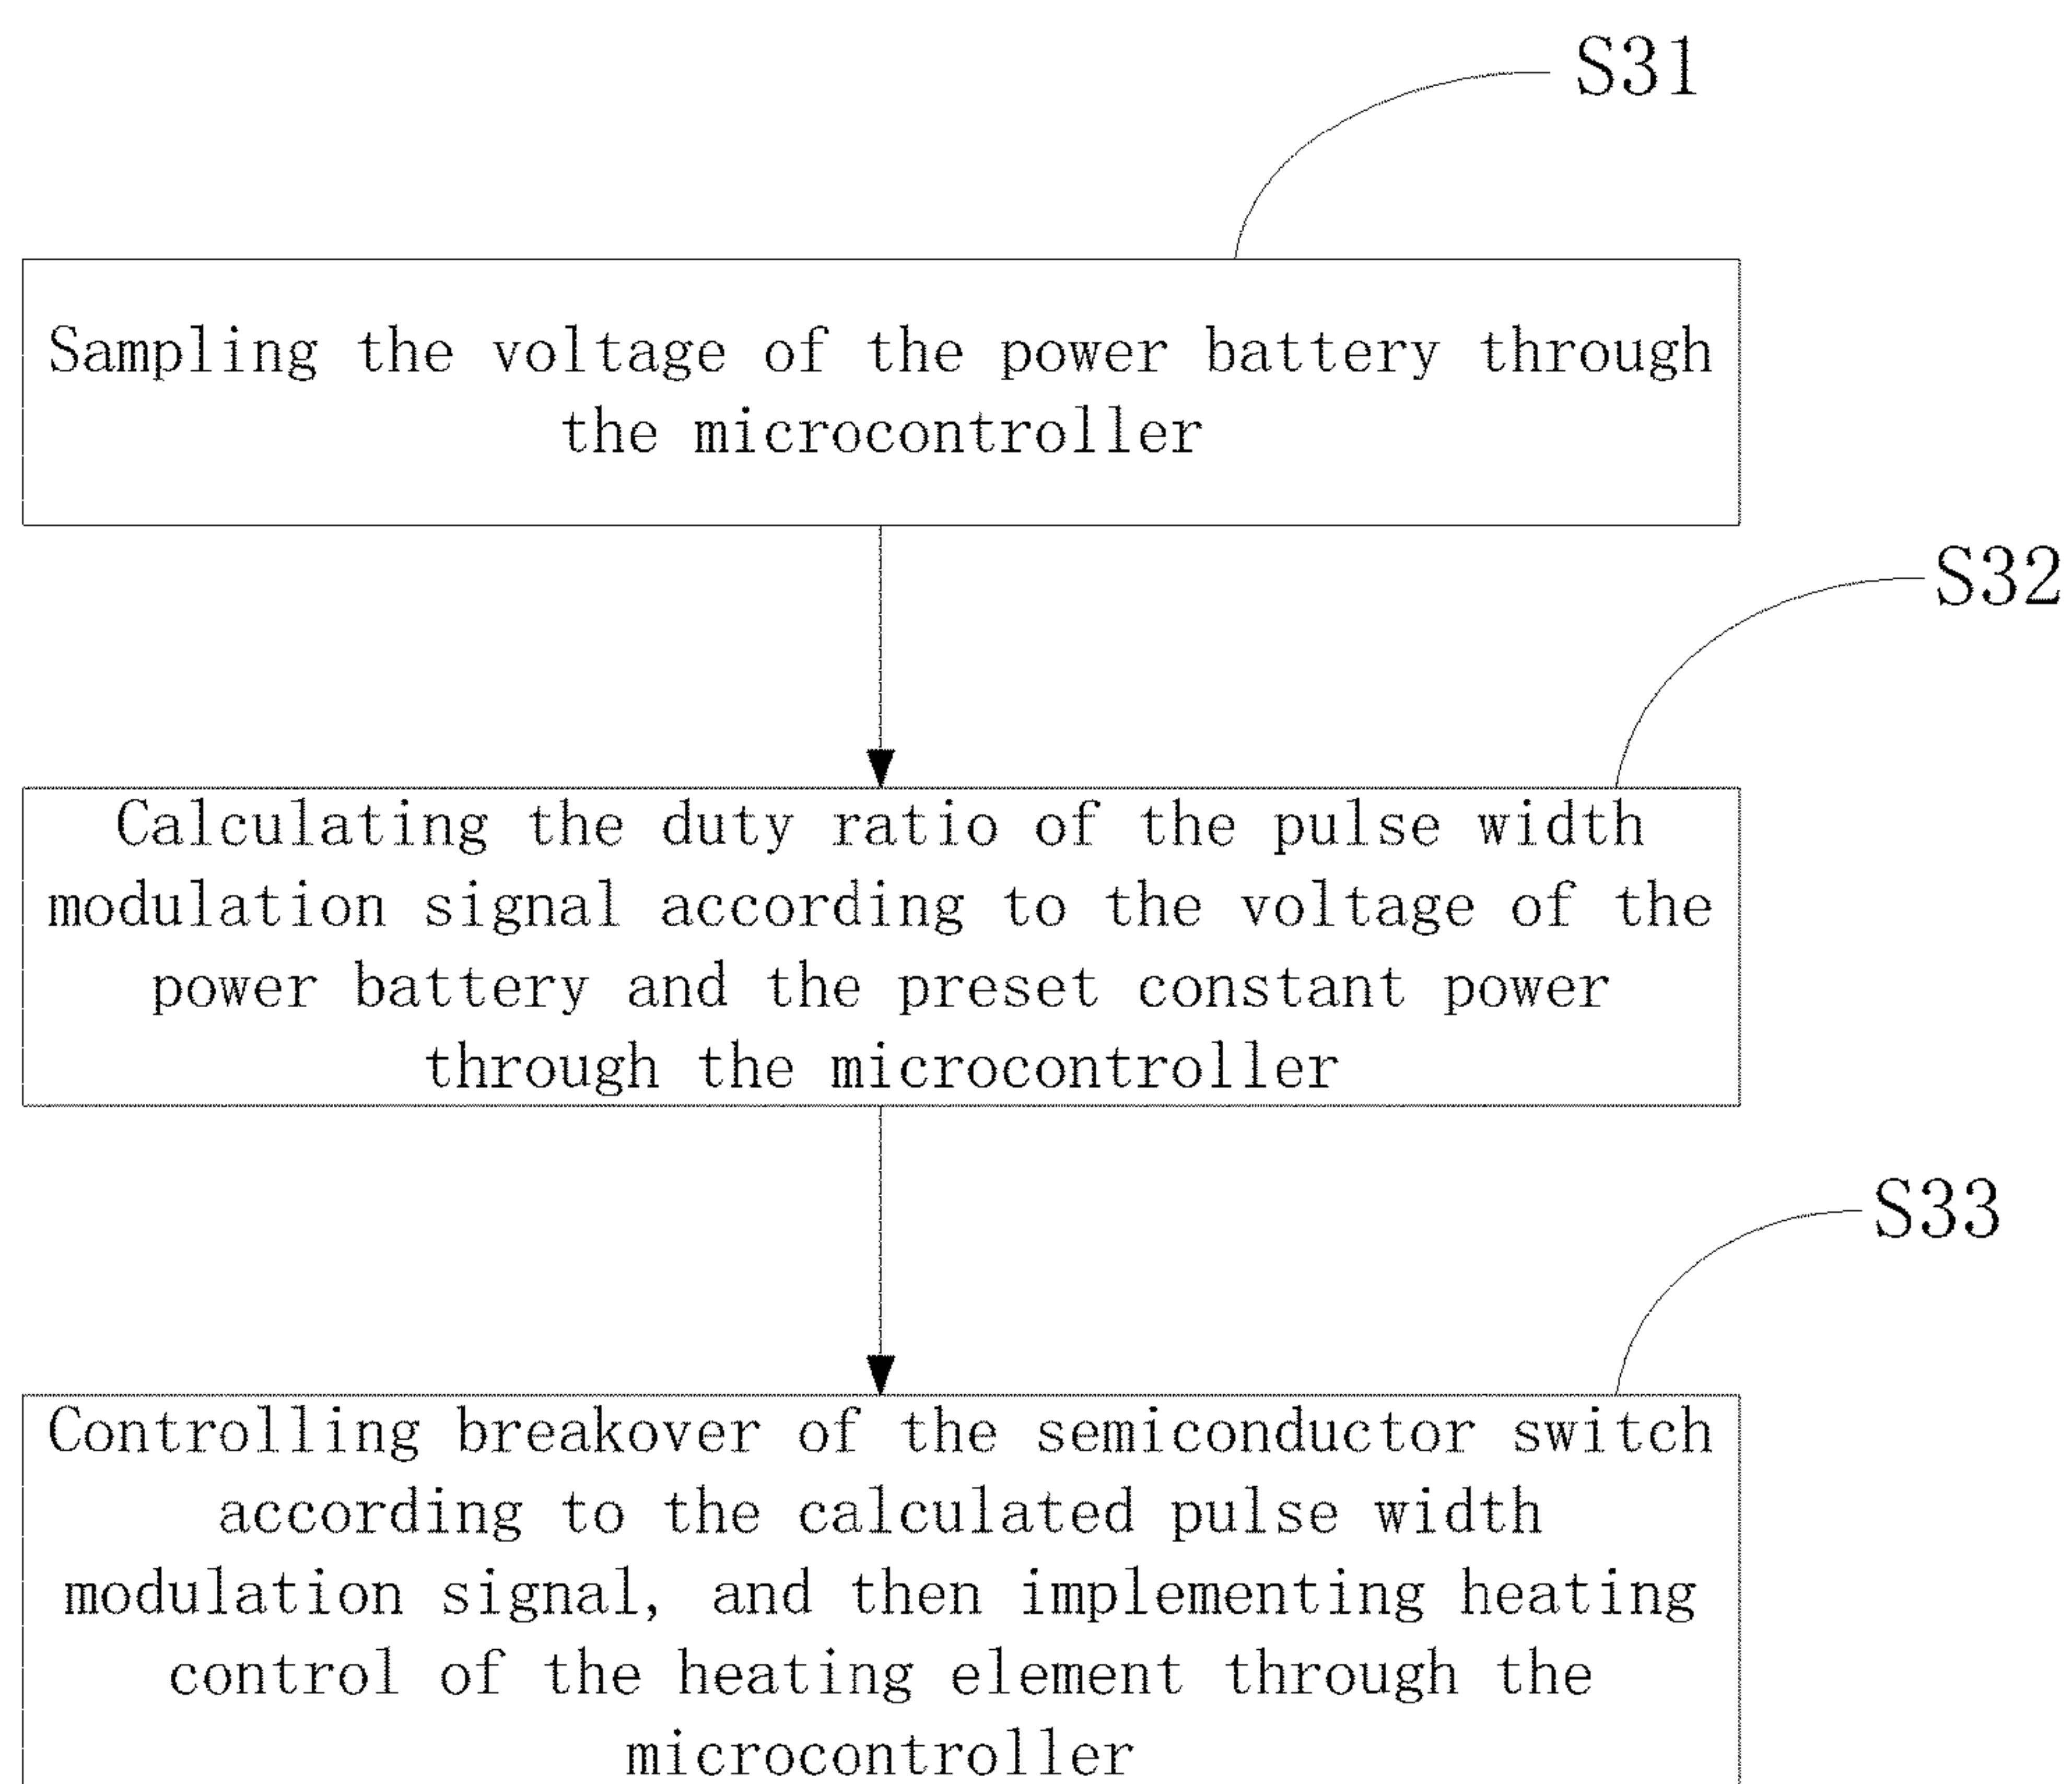 S31
Sampling the voltage of the power battery through
the microcontroller
S32
Calculating the duty ratio of the pulse width
modulation signal according to the voltage of the
power battery and the preset constant power
through the microcontroller
S33
Controlling breakover of the semiconductor switch
according to the calculated pulse width
modulation signal, and then implementing heating
control of the heating element through the
microcontroller